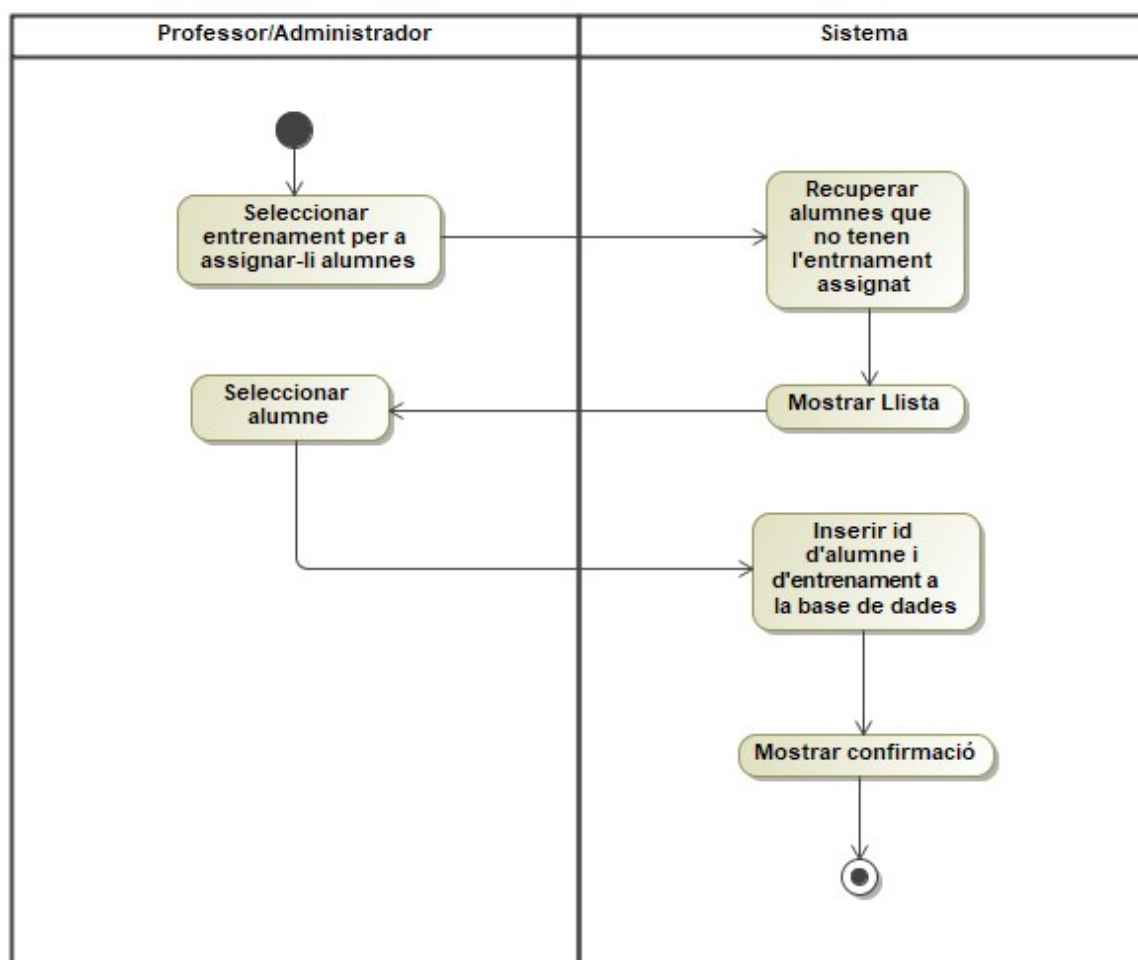 Professor/Administrador
Sistema
Seleccionar
entrenament per a
assignar-li alumnes
Recuperar
alumnes que
no tenen
l'entrnament
assignat
Seleccionar
alumne
Mostrar Llista
Inserir id
d'alumne i
d'entrenament a
la base de dades
Mostrar confirmació